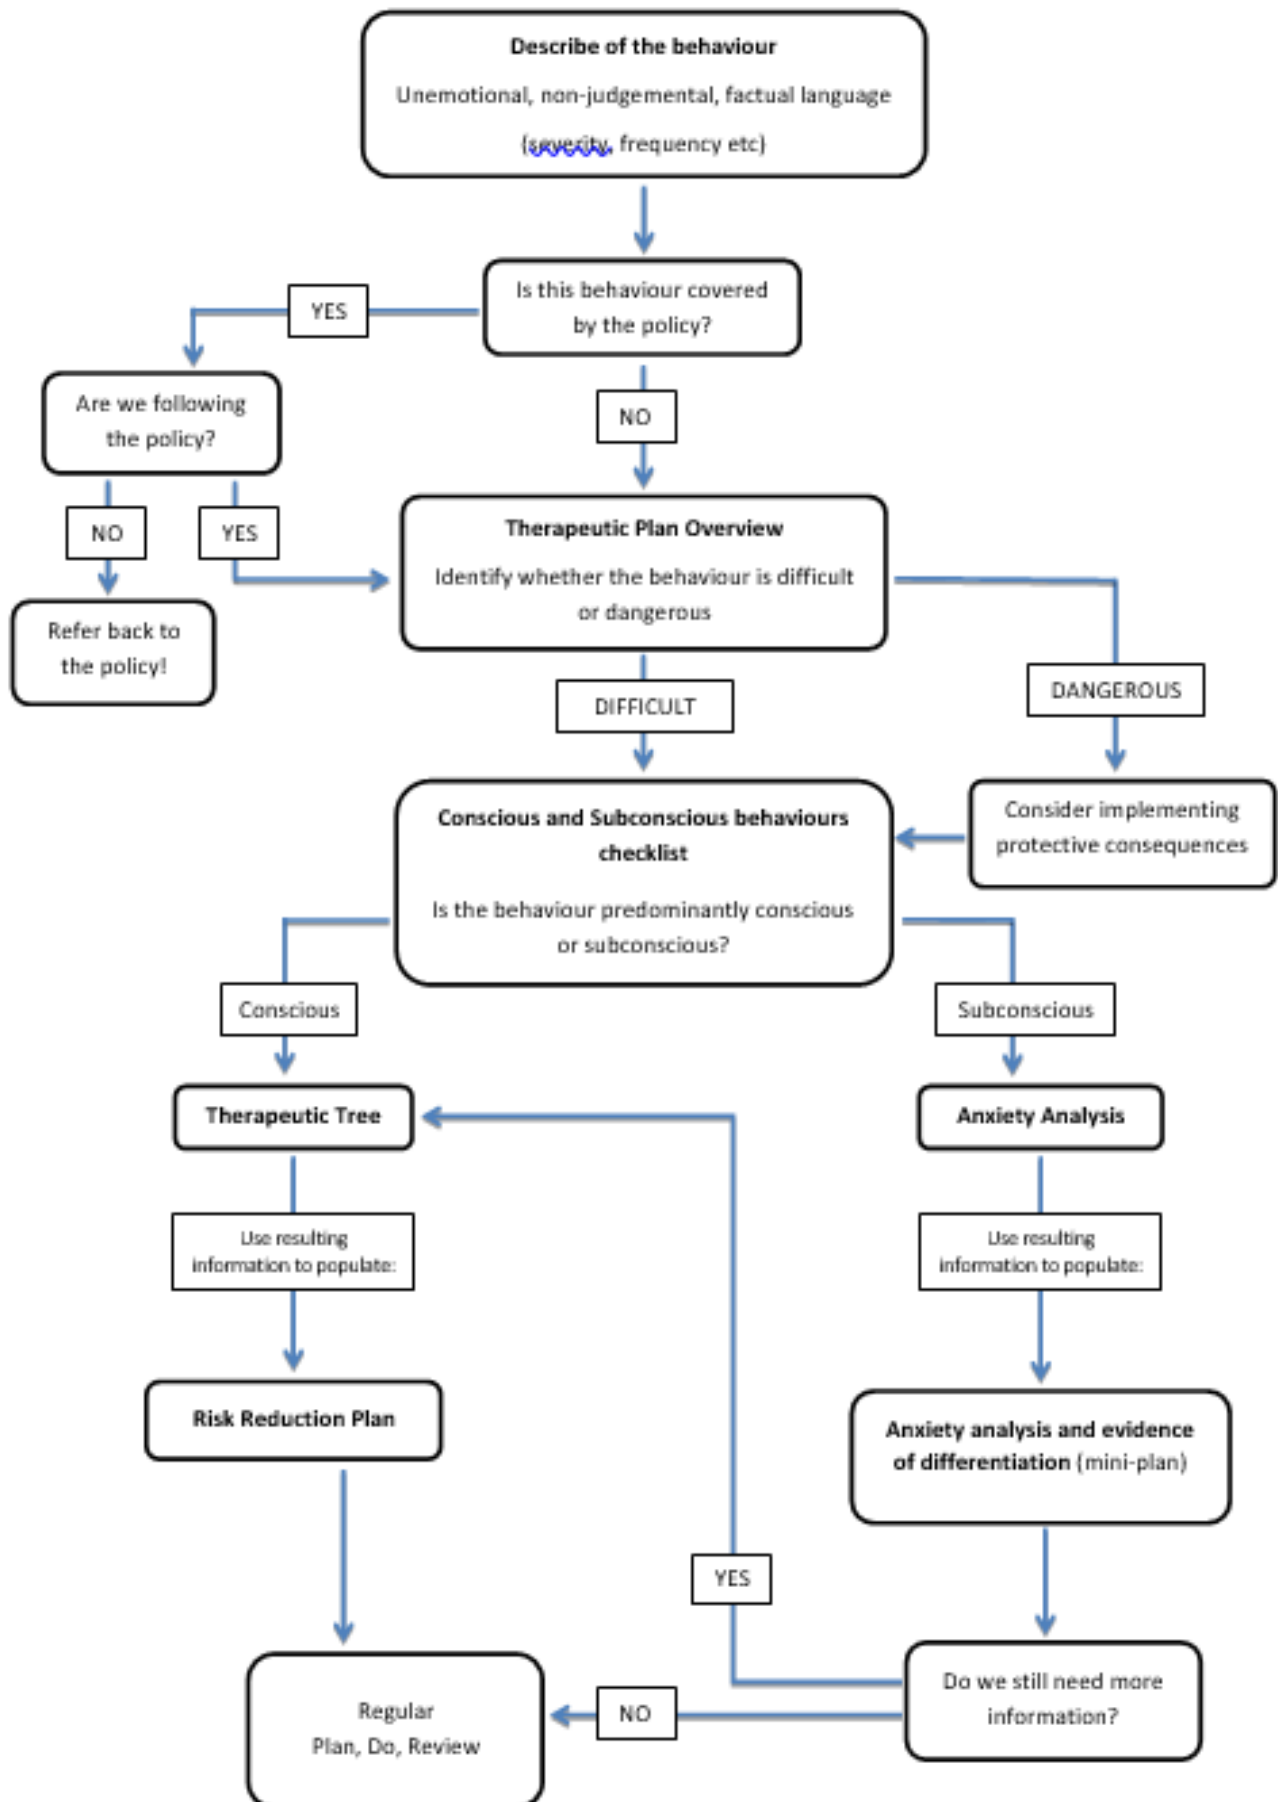 Describe of the behaviour
Unemotional, non-judgemental, factual language
(severity, frequency etc)
Is this behaviour covered
by the policy?
YES
Are we following
the policy?
NO
NO
YES
Therapeutic Plan Overview
Identify whether the behaviour is difficult
or dangerous
Refer back to
the policy!
DIFFICULT
DANGEROUS
Conscious and Subconscious behaviours
checklist
Is the behaviour predominantly conscious
or subconscious?
Consider implementing
protective consequences
Conscious
Subconscious
Therapeutic Tree
Anxiety Analysis
Use resulting
information to populate:
Use resulting
information to populate:
Risk Reduction Plan
Anxiety analysis and evidence
of differentiation (mini-plan)
YES
Do we still need more
information?
NO
Regular
Plan, Do, Review